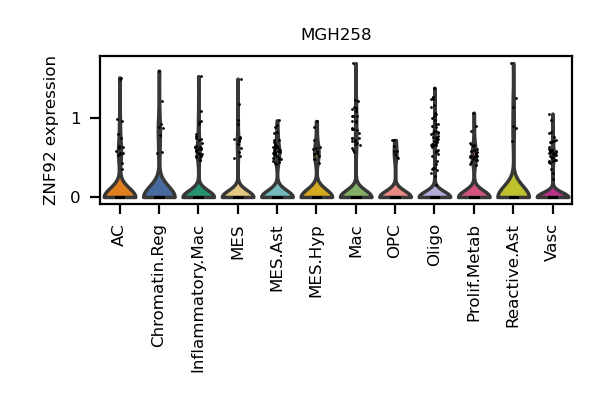 MGH258
ZNF92 expression
1
0
AC
Chromatin.Reg
Inflammatory.Mac
MES
MES.Ast
MES.Hyp
Mac
OPC
Oligo
Prolif.Metab
Reactive.Ast
Vasc